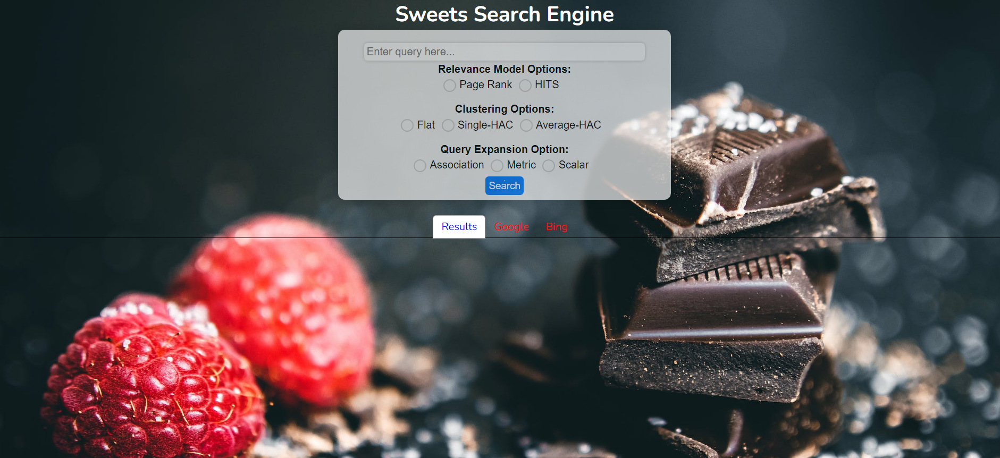 Sweets Search Engine
Enter query here...
Relevance Model Options:
Page Rank HITS
Clustering Options:
Flat Single-HAC Average-HAC
Query Expansion Option:
Association Metric Scalar
Search
Results Google Bing